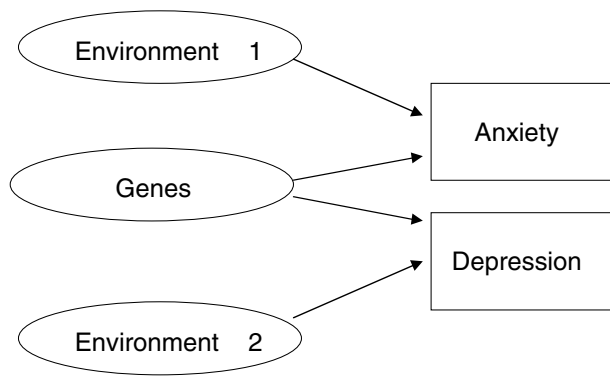 Environment 1
Anxiety
Genes
Depression
Environment 2